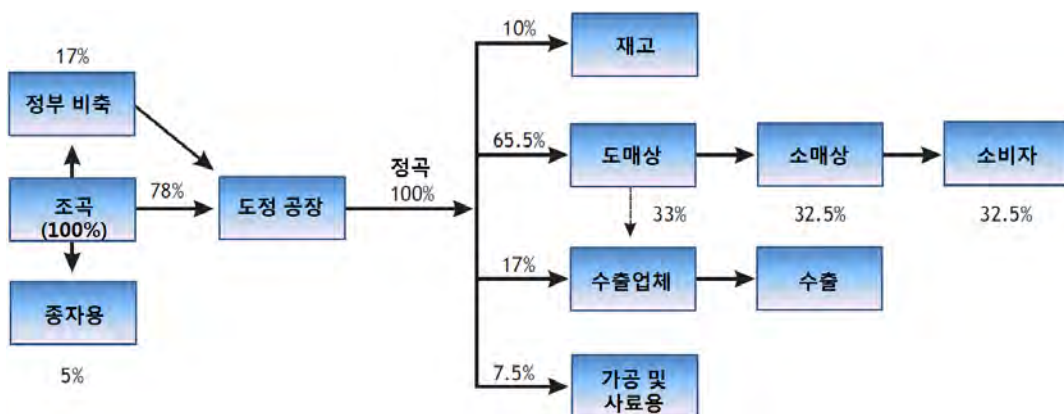 17%
정부 비축
조곡
(100%)
78%
종자용
5%
도정 공장
정곡
100%
10%
재고
65.5%
도매상
소매상
소비자
33%
32.5%
32.5%
17%
수출업체
수출
7.5%
가공 및
사료용